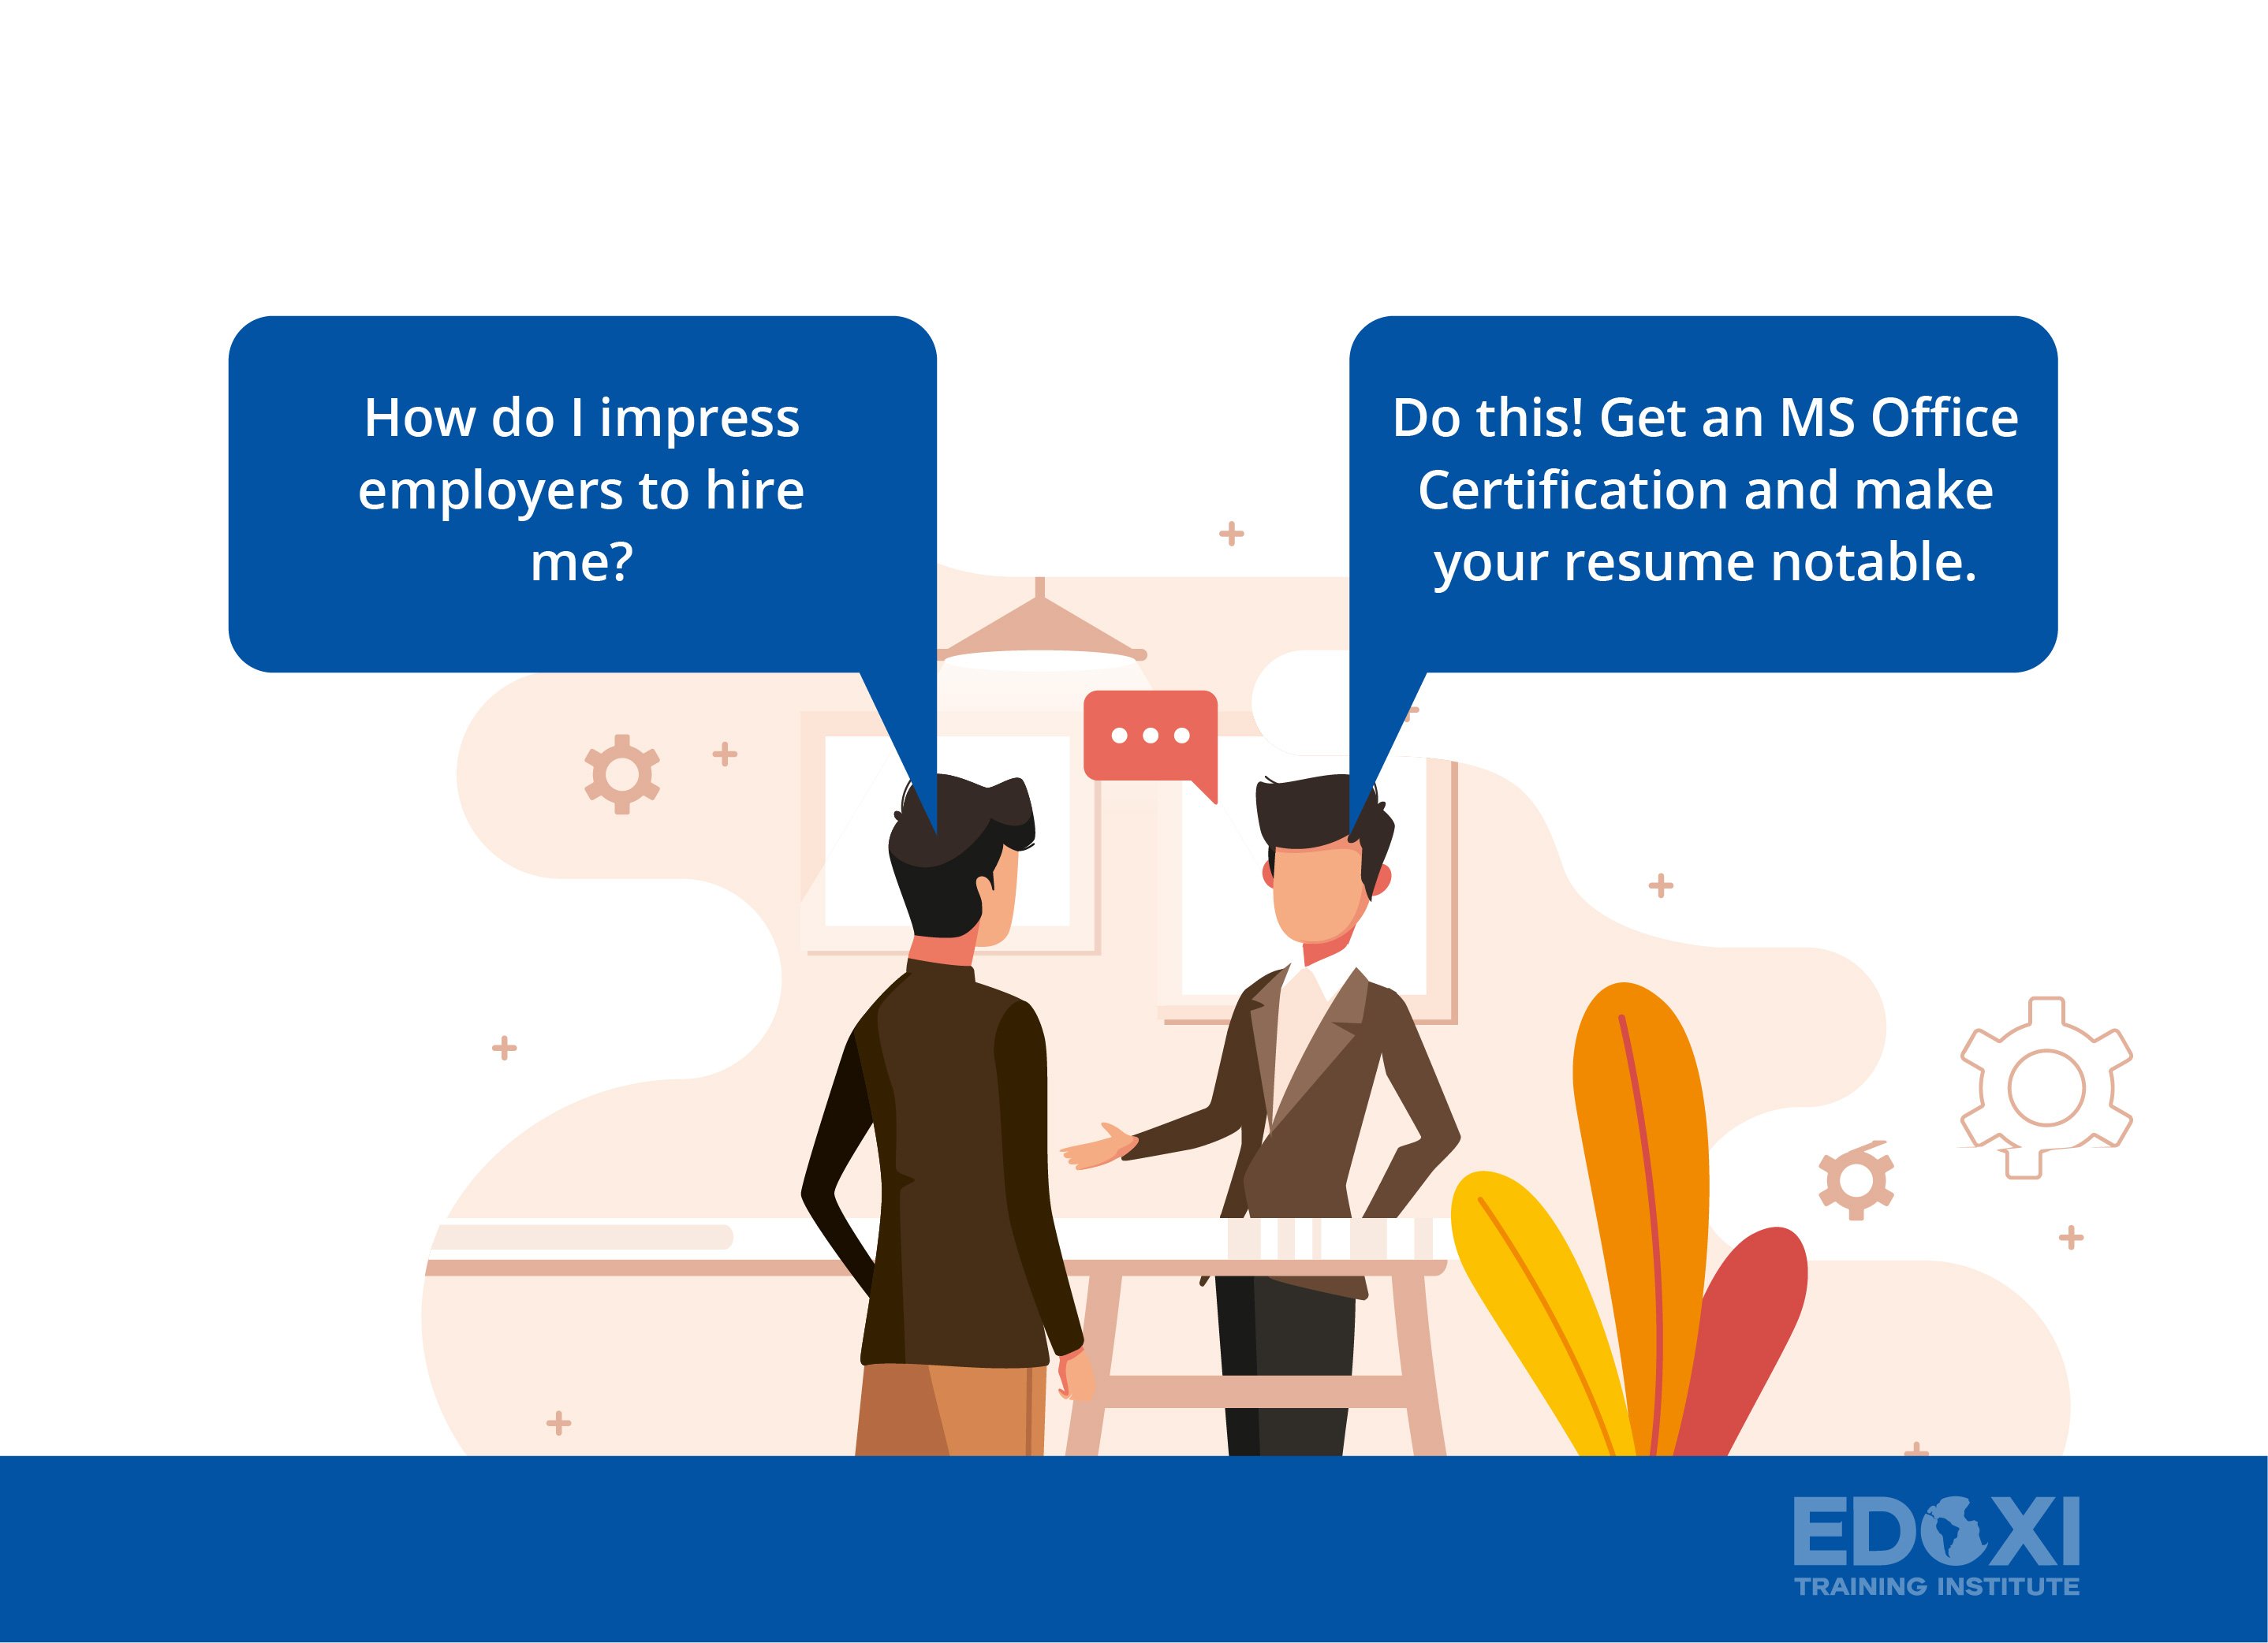 How do I impress
employers to hire
me?
Do this! Get an MS Office
Certification and make
your resume notable.
EDOXI
TRAINING INSTITUTE